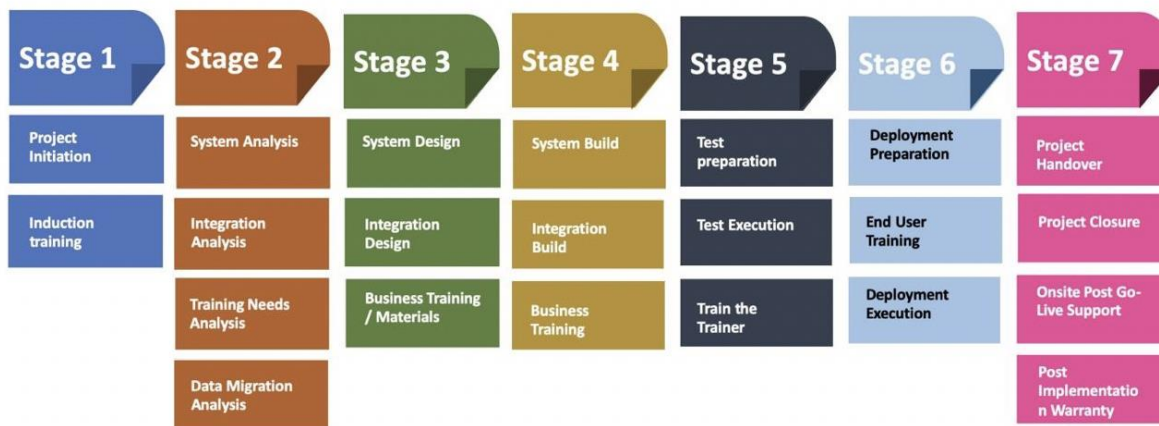 Stage 1
Stage 2
Stage 3
Stage 4
Stage 5
Stage 6
Stage 7
Project
Initiation
System Analysis
System Design
System Build
Test
preparation
Deployment
Preparation
Project
Handover
Induction
training
Integration
Analysis
Integration
Design
Integration
Build
Test Execution
End User
Training
Project Closure
Training Needs
Analysis
Business Training
/ Materials
Business
Training
Train the
Trainer
Deployment
Execution
Onsite Post Go-
Live Support
Data Migration
Analysis
Post
Implementatio
n Warranty